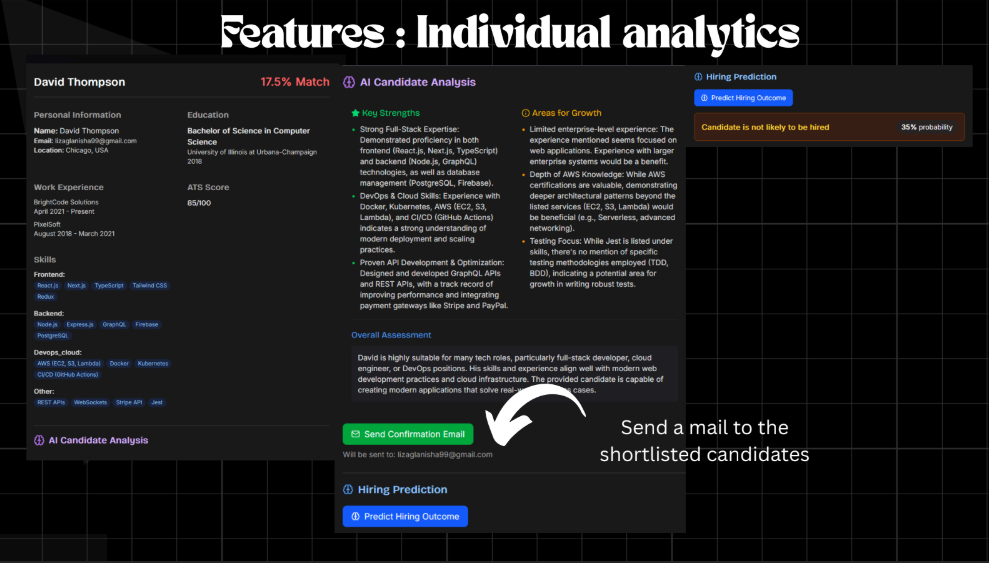 Features : Individual analytics
David Thompson
17.5% Match
Personal Information
Name: David Thompson
Email: lizaglanisha99@gmail.com
Location: Chicago, USA
Education
Bachelor of Science in Computer
Science
University of Illinois at Urbana-Champaign
2018
Work Experience
BrightCode Solutions
April 2021 - Present
PixelSoft
August 2018 – March 2021
ATS Score
85/100
Skills
Frontend:
React.js Next.js TypeScript Tailwind CSS
Redux
Backend:
Node.js Express.js GraphQL Firebase
PostgreSQL
Devops_cloud:
AWS (EC2, S3, Lambda) Docker Kubernetes
CI/CD (GitHub Actions)
Other:
REST APIs WebSockets Stripe API Jest
AI Candidate Analysis
AI Candidate Analysis
Key Strengths
• Strong Full-Stack Expertise:
Demonstrated proficiency in both
frontend (React.js, Next.js, TypeScript)
and backend (Node.js, GraphQL)
technologies, as well as database
management (PostgreSQL, Firebase).
• DevOps & Cloud Skills: Experience with
Docker, Kubernetes, AWS (EC2, S3,
Lambda), and CI/CD (GitHub Actions)
indicates a strong understanding of
modern deployment and scaling
practices.
• Proven API Development & Optimization:
Designed and developed GraphQL APIs
and REST APIs, with a track record of
improving performance and integrating
payment gateways like Stripe and PayPal.
Areas for Growth
• Limited enterprise-level experience: The
experience mentioned seems focused on
web applications. Experience with larger
enterprise systems would be a benefit.
• Depth of AWS Knowledge: While AWS
certifications are valuable, demonstrating
deeper architectural patterns beyond the
listed services (EC2, S3, Lambda) would
be beneficial (e.g., Serverless, advanced
networking).
• Testing Focus: While Jest is listed under
skills, there's no mention of specific
testing methodologies employed (TDD,
BDD), indicating a potential area for
growth in writing robust tests.
Overall Assessment
David is highly suitable for many tech roles, particularly full-stack developer, cloud
engineer, or DevOps positions. His skills and experience align well with modern web
development practices and cloud infrastructure. The provided candidate is capable of
creating modern applications that solve cases.
Send Confirmation Email
Will be sent to: lizaglanisha99@gmail.com
Hiring Prediction
Predict Hiring Outcome
Hiring Prediction
Predict Hiring Outcome
Candidate is not likely to be hired
35% probability
Send a mail to the
shortlisted candidates